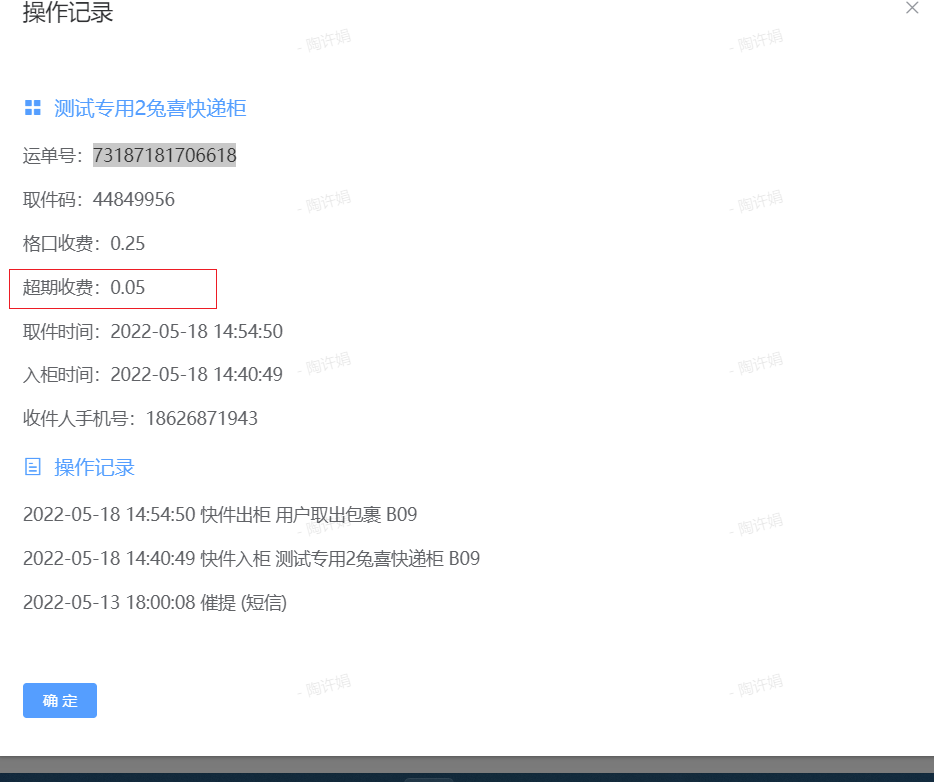 操作记录
- 陶许娟
- 陶许娟
测试专用2兔喜快递柜
运单号：73187181706618
取件码：44849956
- 陶许娟
- 陶许娟
格口收费：0.25
超期收费：0.05
取件时间：2022-05-18 14:54:50
入柜时间：2022-05-18 14:40:49
- 陶许娟
- 陶许娟
收件人手机号：18626871943
操作记录
2022-05-18 14:54:50 快件出柜 用户取出包裹 B09
- 陶许娟
- 陶许娟
2022-05-18 14:40:49 快件入柜 测试专用2兔喜快递柜 B09
2022-05-13 18:00:08 催提 (短信)
- 陶许娟
- 陶许娟
确 定